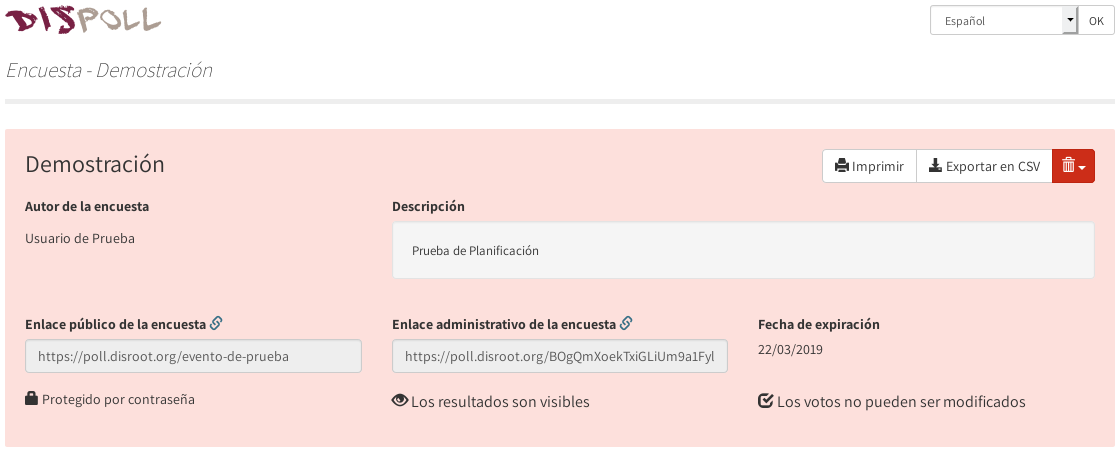 DISPOLL
Español
OK
Encuesta - Demostración
Demostración
Imprimir
Exportar en CSV
Autor de la encuesta
Descripción
Usuario de Prueba
Prueba de Planificación
Enlace público de la encuesta
Enlace administrativo de la encuesta
Fecha de expiración
https://poll.disroot.org/evento-de-prueba
https://poll.disroot.org/BOgQmXoekTxiGLiUm9a1Fyl
22/03/2019
Protegido por contraseña
Los resultados son visibles
Los votos no pueden ser modificados